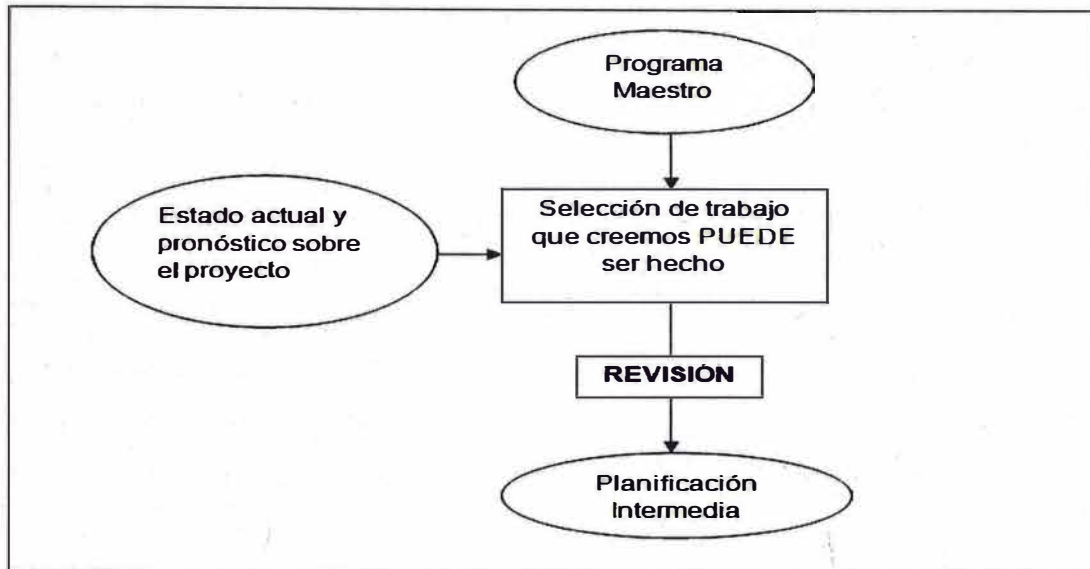 Programa
Maestro
Estado actual y
pronóstico sobre
el proyecto
Selección de trabajo
que creemos PUEDE
ser hecho
REVISIÓN
Planificación
Intermedia